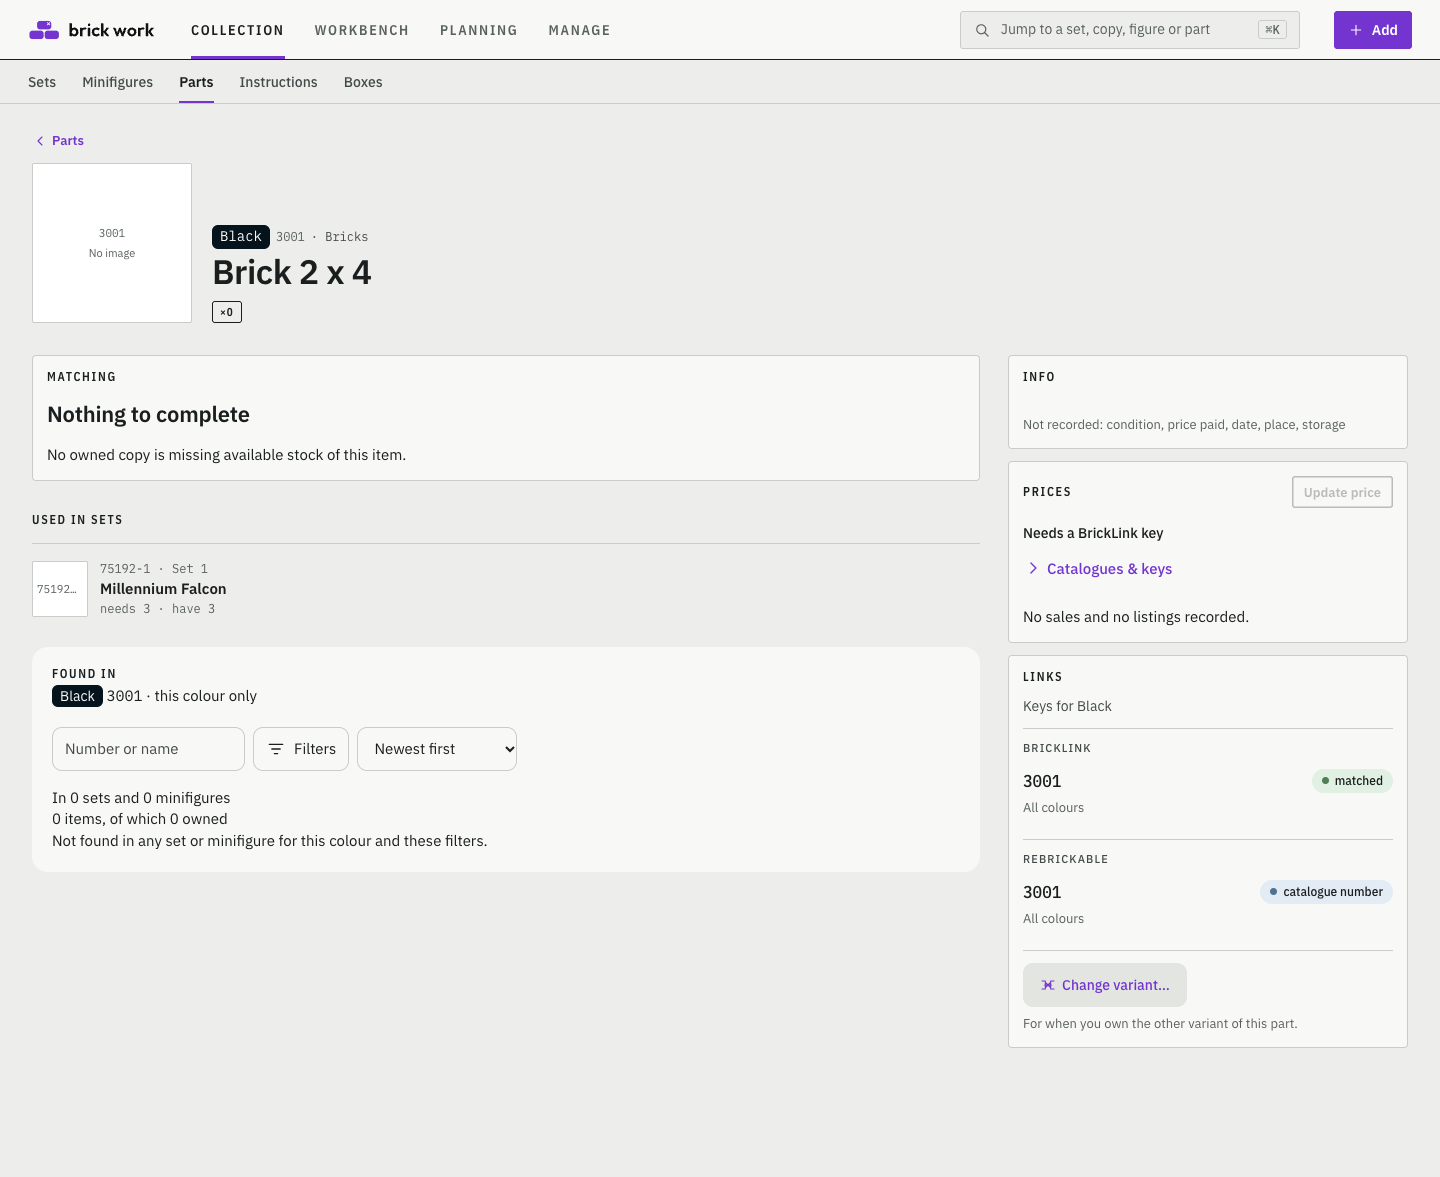 brick work
COLLECTION
WORKBENCH
PLANNING
MANAGE
Jump to a set, copy, figure or part
⌘K
+ Add
Sets
Minifigures
Parts
Instructions
Boxes
Parts
3001
No image
Black 3001 · Bricks
Brick 2 x 4
×0
MATCHING
Nothing to complete
No owned copy is missing available stock of this item.
USED IN SETS
75192…
75192-1 · Set 1
Millennium Falcon
needs 3 · have 3
FOUND IN
Black 3001 · this colour only
Number or name
Filters
Newest first
In 0 sets and 0 minifigures
0 items, of which 0 owned
Not found in any set or minifigure for this colour and these filters.
INFO
Not recorded: condition, price paid, date, place, storage
PRICES
Update price
Needs a BrickLink key
Catalogues & keys
No sales and no listings recorded.
LINKS
Keys for Black
BRICKLINK
3001
matched
All colours
REBRICKABLE
3001
catalogue number
All colours
Change variant...
For when you own the other variant of this part.